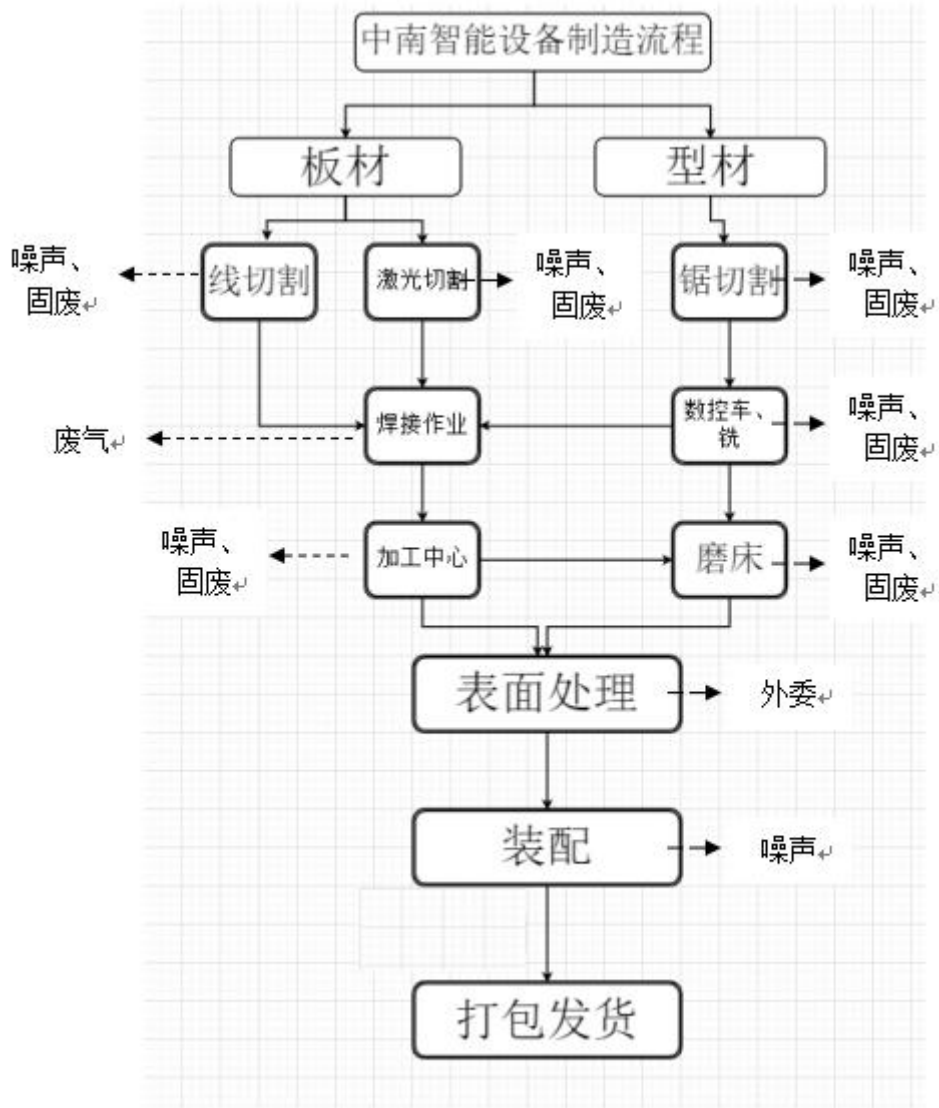 中南智能设备制造流程
板材
型材
噪声、
固废
线切割
激光切割
噪声、
固废
锯切割
噪声、
固废
废气
焊接作业
数控车、
铣
噪声、
固废
噪声、
固废
加工中心
磨床
噪声、
固废
表面处理
外委
装配
噪声
打包发货